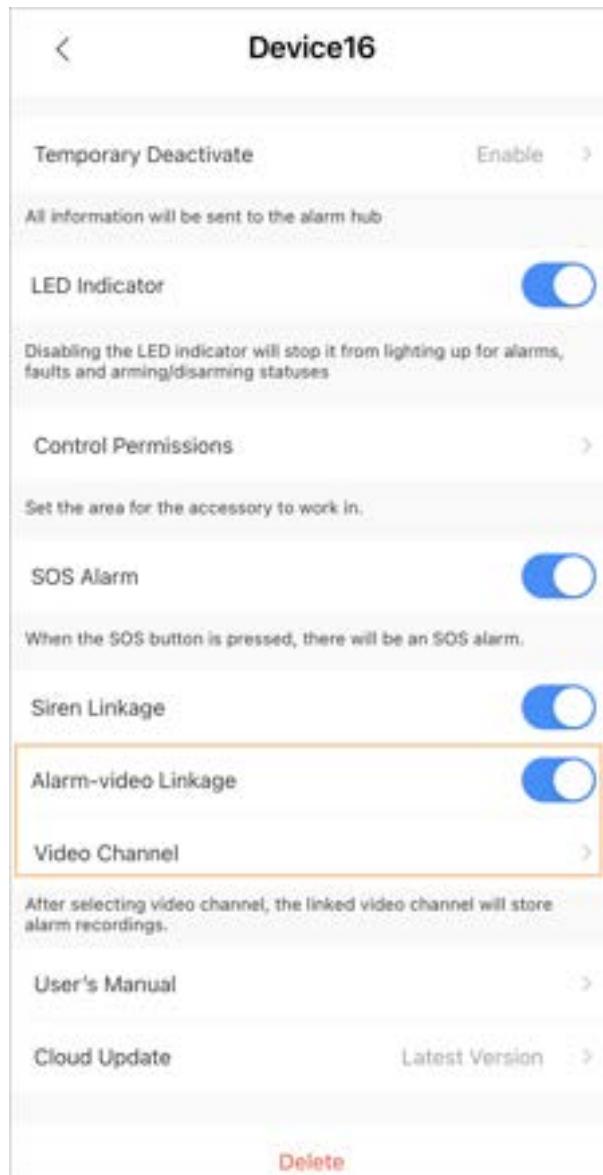 Device16
Temporary Deactivate Enable
All information will be sent to the alarm hub
LED Indicator
Disabling the LED indicator will stop it from lighting up for alarms,
faults and arming/disarming statuses
Control Permissions
Set the area for the accessory to work in.
SOS Alarm
When the SOS button is pressed, there will be an SOS alarm.
Siren Linkage
Alarm-video Linkage
Video Channel
After selecting video channel, the linked video channel will store
alarm recordings.
User's Manual
Cloud Update Latest Version
Delete